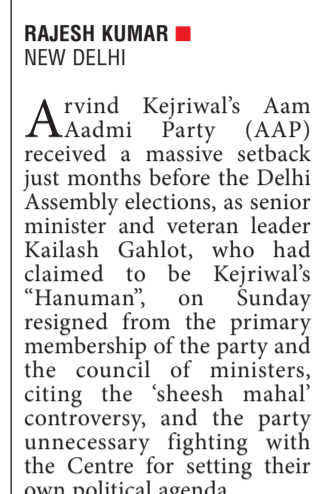 RAJESH KUMAR
NEW DELHI
Arvind Kejriwal's Aam
Aadmi Party (AAP)
received a massive setback
just months before the Delhi
Assembly elections, as senior
minister and veteran leader
Kailash Gahlot, who had
claimed to be Kejriwal's
“Hanuman”, on Sunday
resigned from the primary
membership of the party and
the council of ministers,
citing the ‘sheesh mahal’
controversy, and the party
unnecessary fighting with
the Centre for setting their
own political agenda